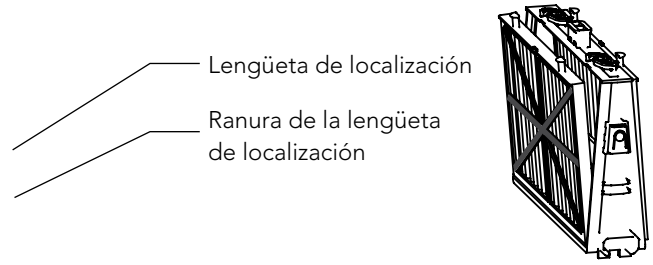 Lengüeta de localización
Ranura de la lengüeta
de localización